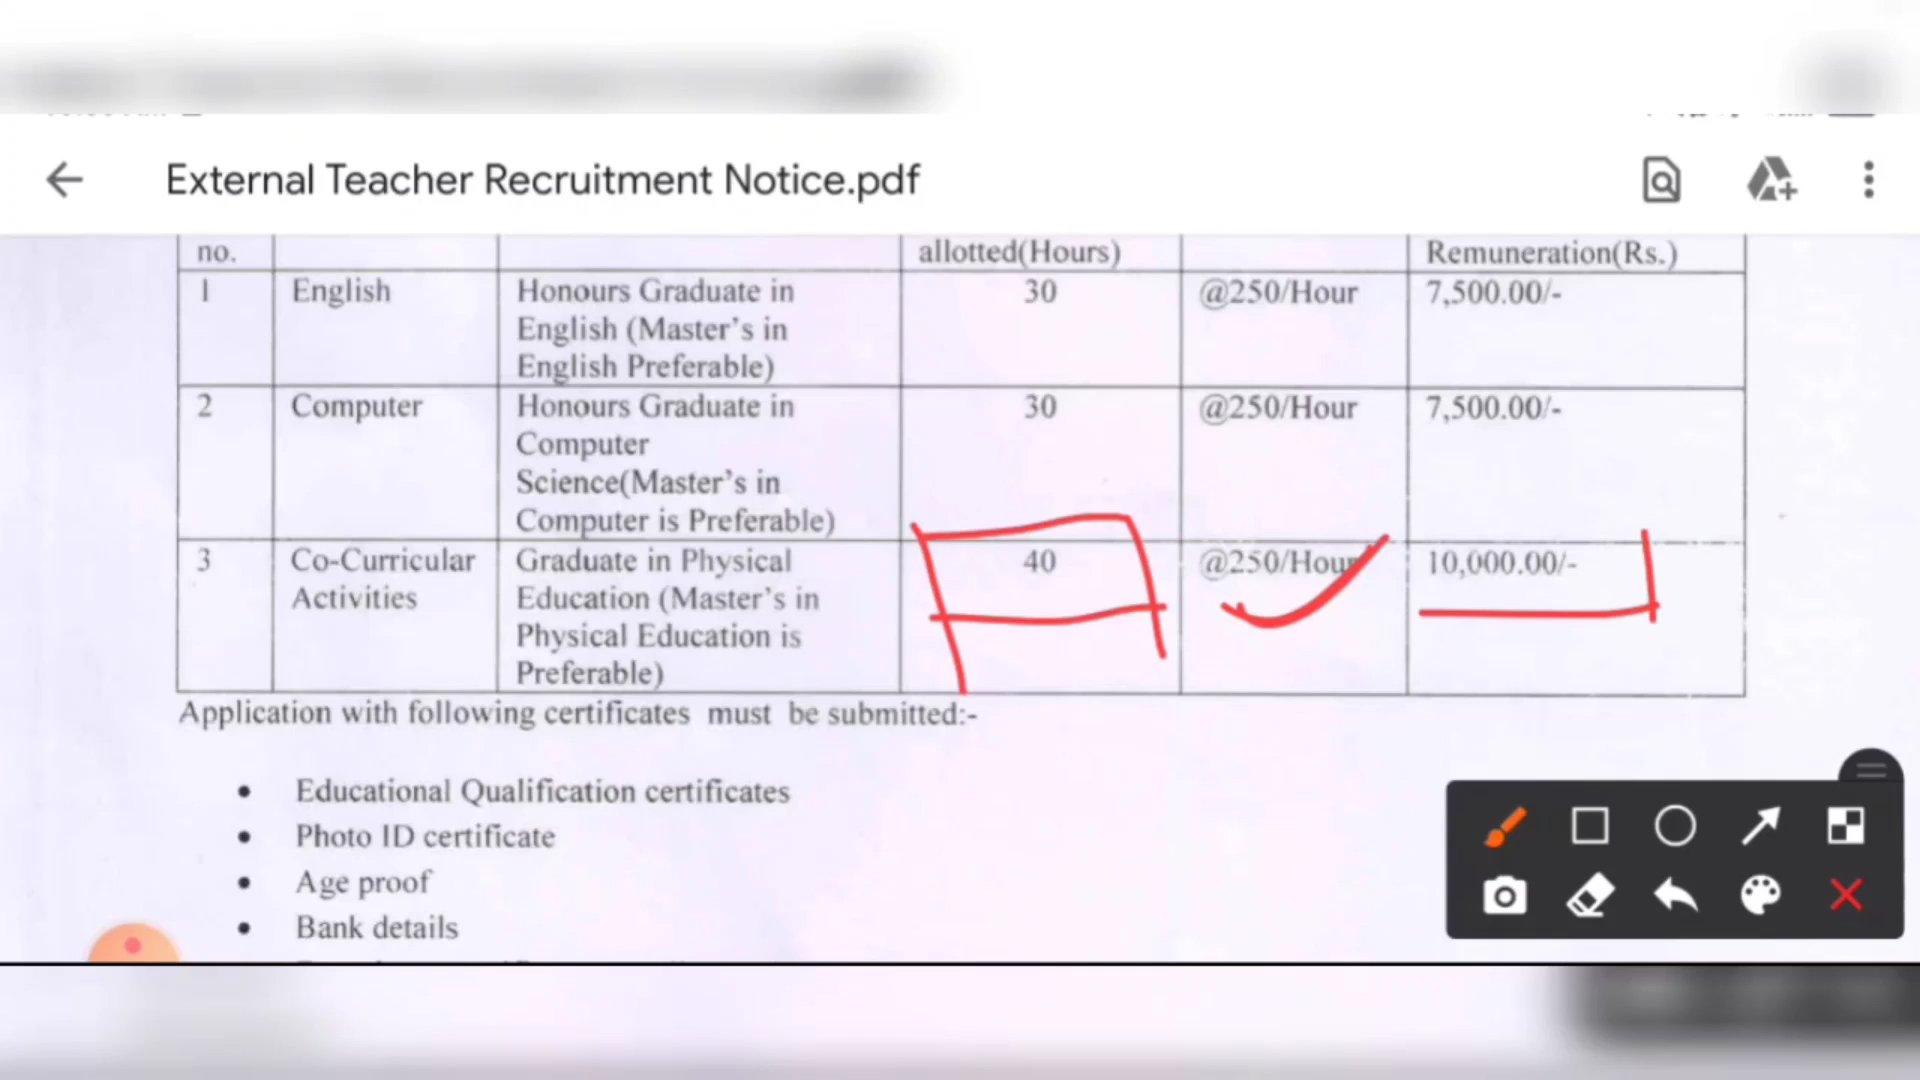 External Teacher Recruitment Notice.pdf
no. allotted(Hours) Remuneration(Rs.)
1 English Honours Graduate in 30 @250/Hour 7,500.00/-
English (Master's in
English Preferable)
2 Computer Honours Graduate in 30 @250/Hour 7,500.00/-
Computer
Science(Master's in
Computer is Preferable)
3 Co-Curricular Graduate in Physical 40 @250/Hour 10,000.00/-
Activities Education (Master's in
Physical Education is
Preferable)
Application with following certificates must be submitted:-
• Educational Qualification certificates
• Photo ID certificate
• Age proof
• Bank details